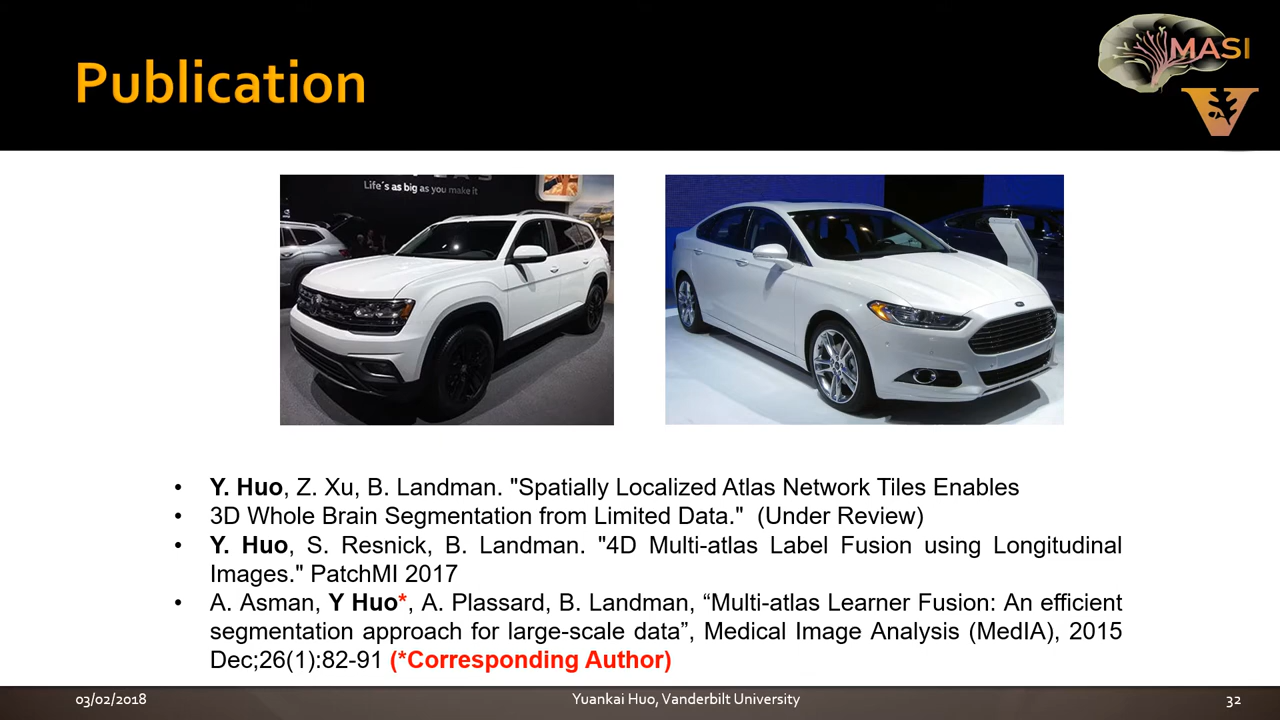 Publication
MASI
Life's as big as you make it
• Y. Huo, Z. Xu, B. Landman. "Spatially Localized Atlas Network Tiles Enables
• 3D Whole Brain Segmentation from Limited Data." (Under Review)
• Y. Huo, S. Resnick, B. Landman. "4D Multi-atlas Label Fusion using Longitudinal
Images." PatchMI 2017
• A. Asman, Y Huo*, A. Plassard, B. Landman, “Multi-atlas Learner Fusion: An efficient
segmentation approach for large-scale data”, Medical Image Analysis (MedIA), 2015
Dec;26(1):82-91 (*Corresponding Author)
03/02/2018
Yuankai Huo, Vanderbilt University
32